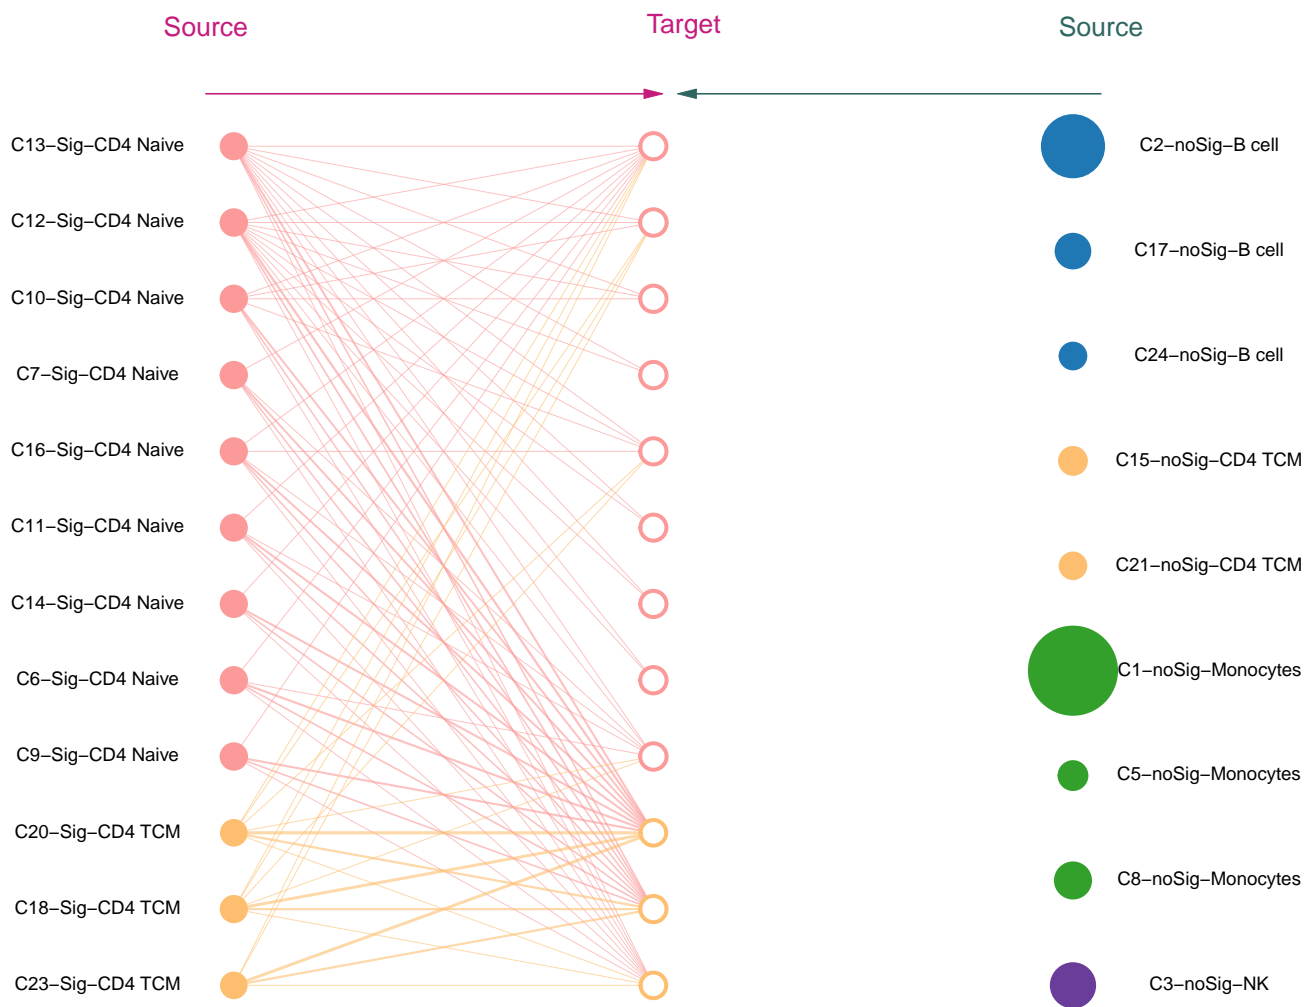 Source
Target
Source
C13−Sig−CD4 Naive
C12−Sig−CD4 Naive
C10−Sig−CD4 Naive
C7−Sig−CD4 Naive
C16−Sig−CD4 Naive
C11−Sig−CD4 Naive
C14−Sig−CD4 Naive
C6−Sig−CD4 Naive
C9−Sig−CD4 Naive
C20−Sig−CD4 TCM
C18−Sig−CD4 TCM
C23−Sig−CD4 TCM
C2−noSig−B cell
C17−noSig−B cell
C24−noSig−B cell
C15−noSig−CD4 TCM
C21−noSig−CD4 TCM
C1−noSig−Monocytes
C5−noSig−Monocytes
C8−noSig−Monocytes
C3−noSig−NK